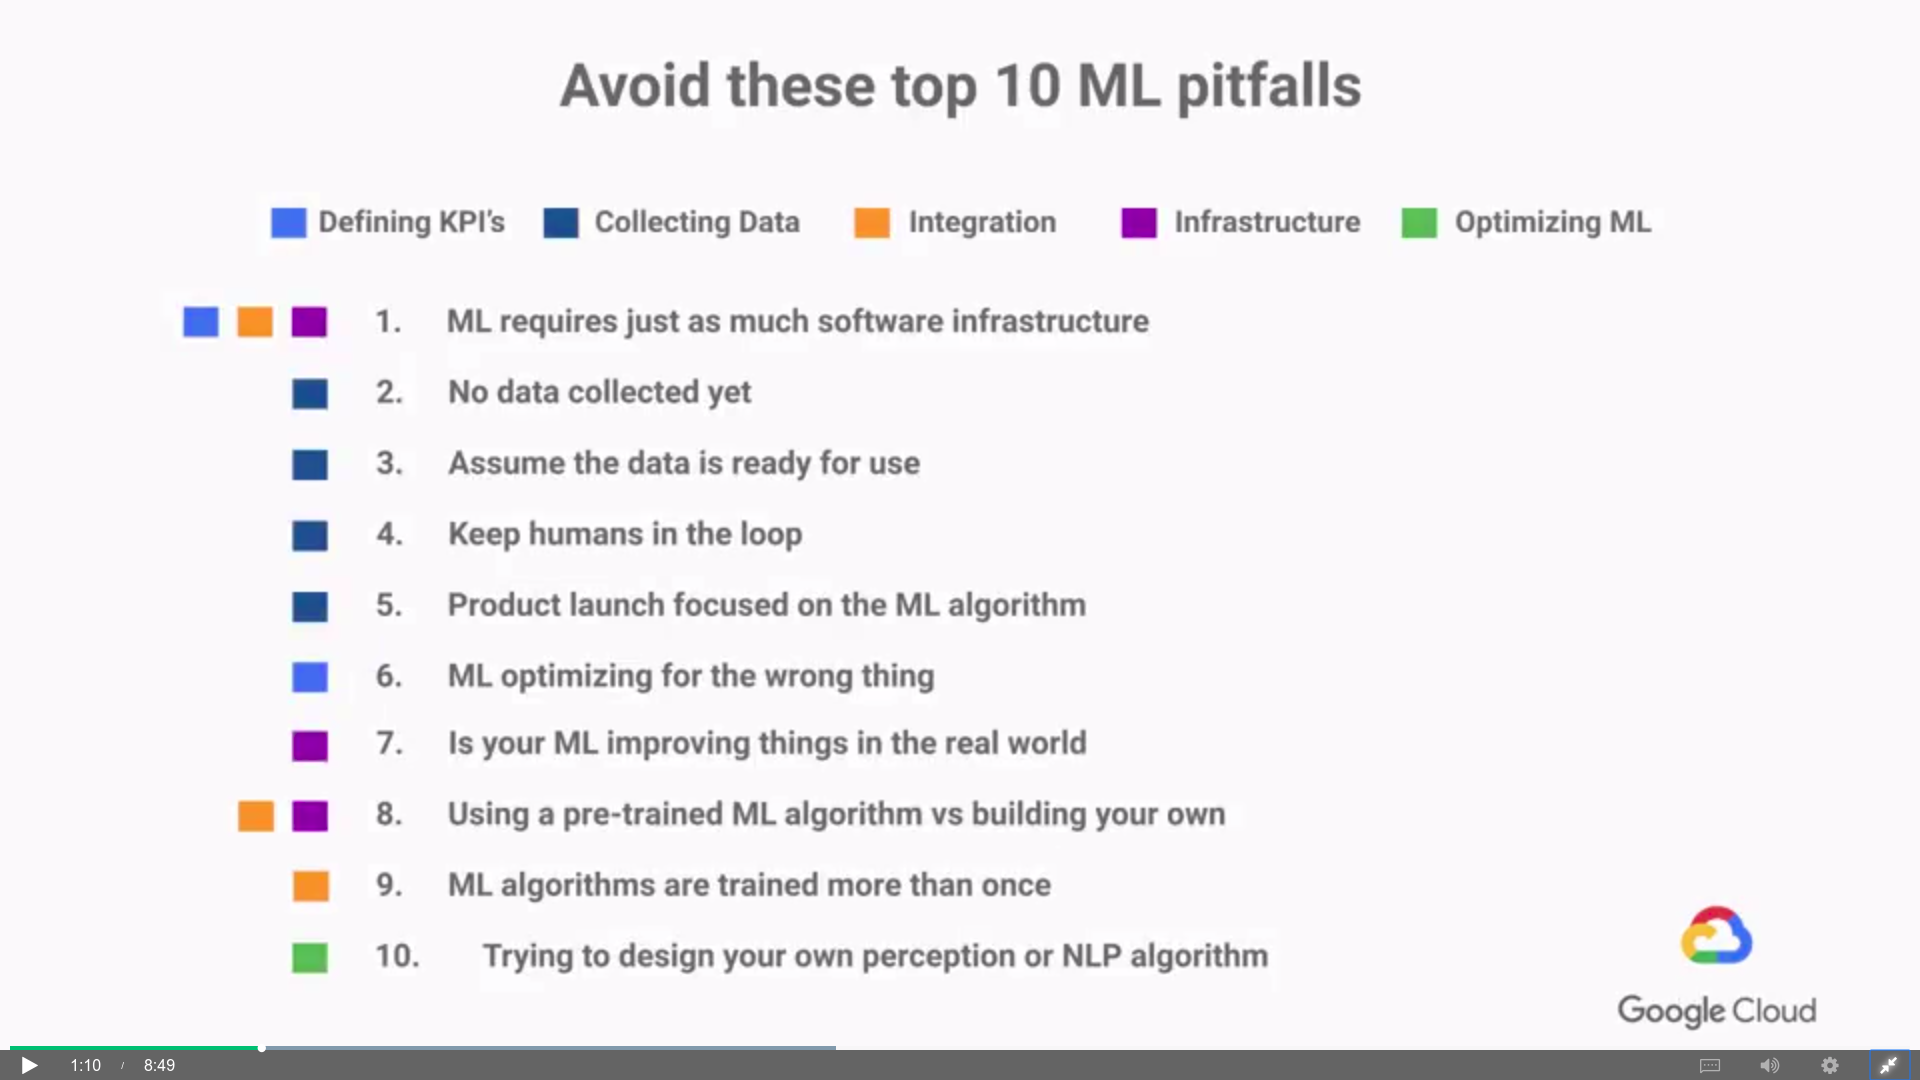 Avoid these top 10 ML pitfalls
Defining KPI's Collecting Data Integration Infrastructure Optimizing ML
1. ML requires just as much software infrastructure
2. No data collected yet
3. Assume the data is ready for use
4. Keep humans in the loop
5. Product launch focused on the ML algorithm
6. ML optimizing for the wrong thing
7. Is your ML improving things in the real world
8. Using a pre-trained ML algorithm vs building your own
9. ML algorithms are trained more than once
10. Trying to design your own perception or NLP algorithm
Google Cloud
1:10 / 8:49